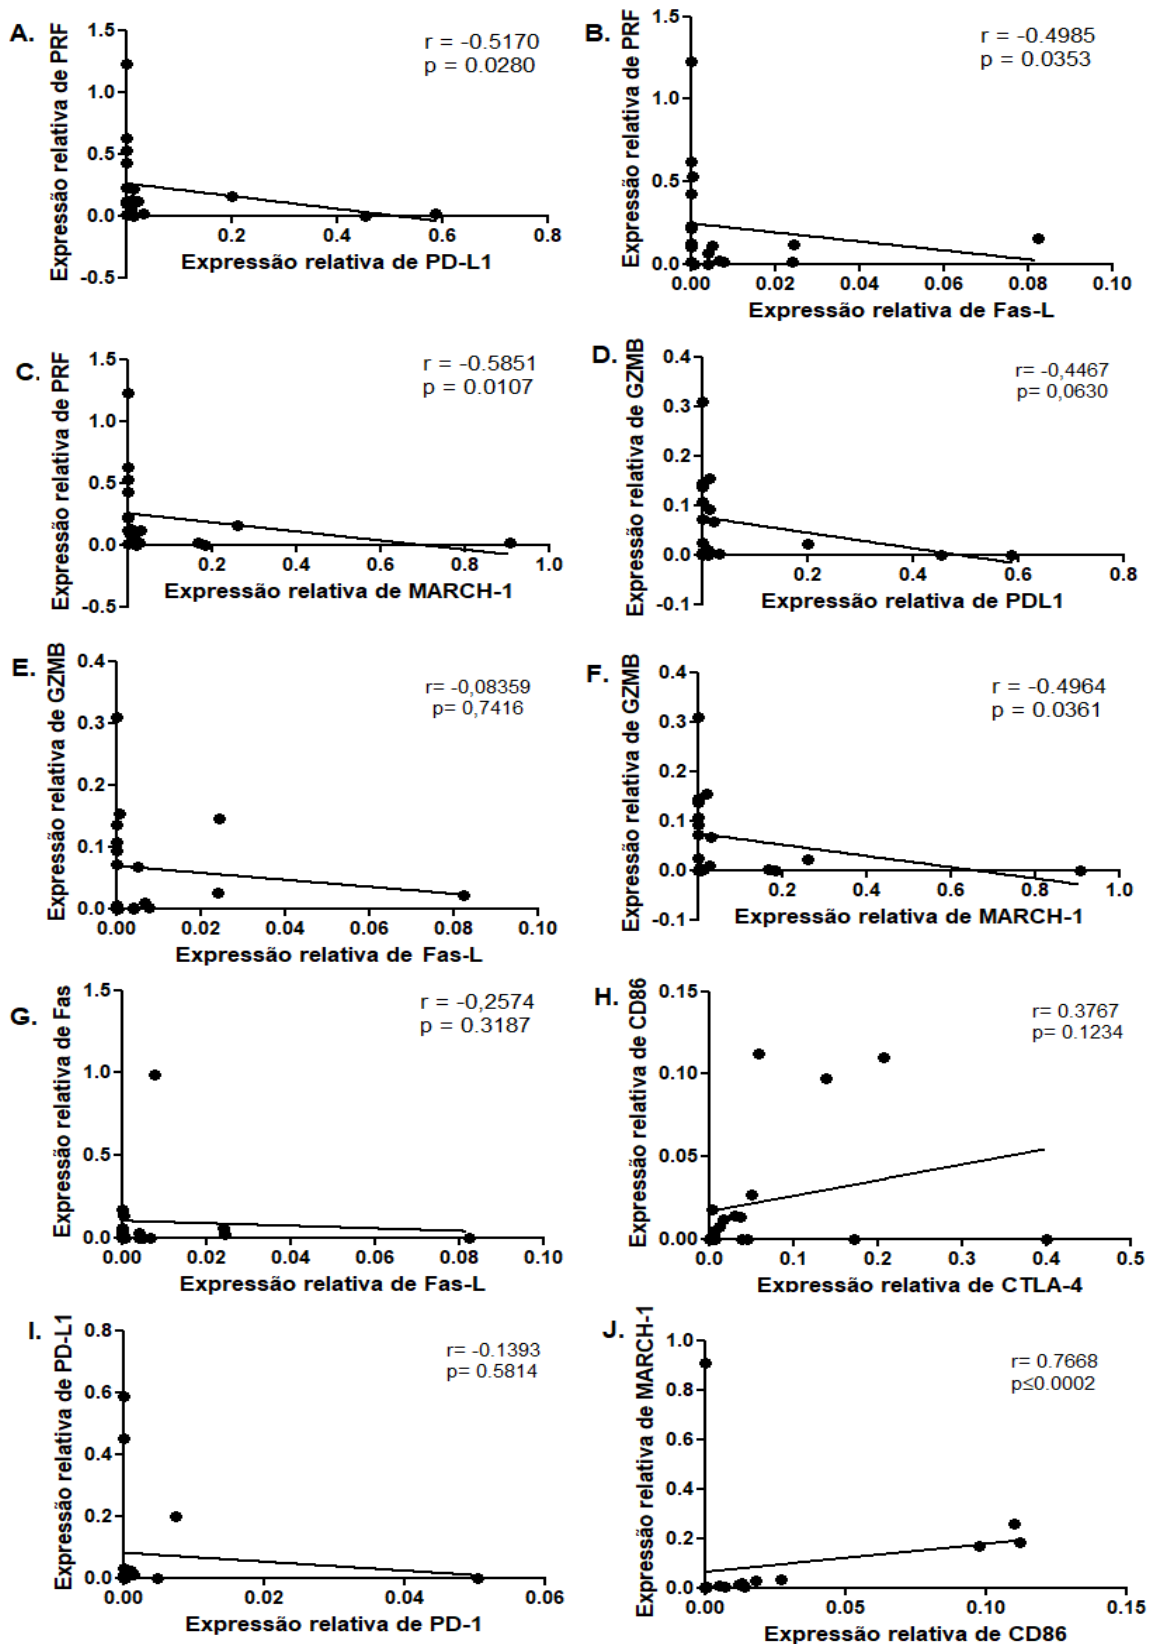 A.
Expressão relativa de PRF
1.5
1.0
0.5
0.0
-0.5
r = -0.5170
p = 0.0280
0.2
0.4
0.6
0.8
Expressão relativa de PD-L1
B.
Expressão relativa de PRF
1.5
1.0
0.5
0.0
r = -0.4985
p = 0.0353
0.00
0.02
0.04
0.06
0.08
0.10
Expressão relativa de Fas-L
C.
Expressão relativa de PRF
1.5
1.0
0.5
0.0
-0.5
r = -0.5851
p = 0.0107
0.2
0.4
0.6
0.8
1.0
Expressão relativa de MARCH-1
D.
Expressão relativa de GZMB
0.4
0.3
0.2
0.1
0.0
-0.1
r= -0,4467
p= 0,0630
0.2
0.4
0.6
0.8
Expressão relativa de PDL1
E.
Expressão relativa de GZMB
0.4
0.3
0.2
0.1
0.0
r= -0,08359
p= 0,7416
0.00
0.02
0.04
0.06
0.08
0.10
Expressão relativa de Fas-L
F.
Expressão relativa de GZMB
0.4
0.3
0.2
0.1
0.0
-0.1
r = -0.4964
p = 0.0361
0.2
0.4
0.6
0.8
1.0
Expressão relativa de MARCH-1
G.
Expressão relativa de Fas
1.5
1.0
0.5
0.0
r = -0,2574
p = 0.3187
0.00
0.02
0.04
0.06
0.08
0.10
Expressão relativa de Fas-L
H.
Expressão relativa de CD86
0.15
0.10
0.05
0.00
r= 0.3767
p= 0.1234
0.0
0.1
0.2
0.3
0.4
0.5
Expressão relativa de CTLA-4
I.
Expressão relativa de PD-L1
0.8
0.6
0.4
0.2
0.0
r= -0.1393
p= 0.5814
0.00
0.02
0.04
0.06
Expressão relativa de PD-1
J.
Expressão relativa de MARCH-1
1.0
0.8
0.6
0.4
0.2
0.0
r= 0.7668
p≤0.0002
0.00
0.05
0.10
0.15
Expressão relativa de CD86